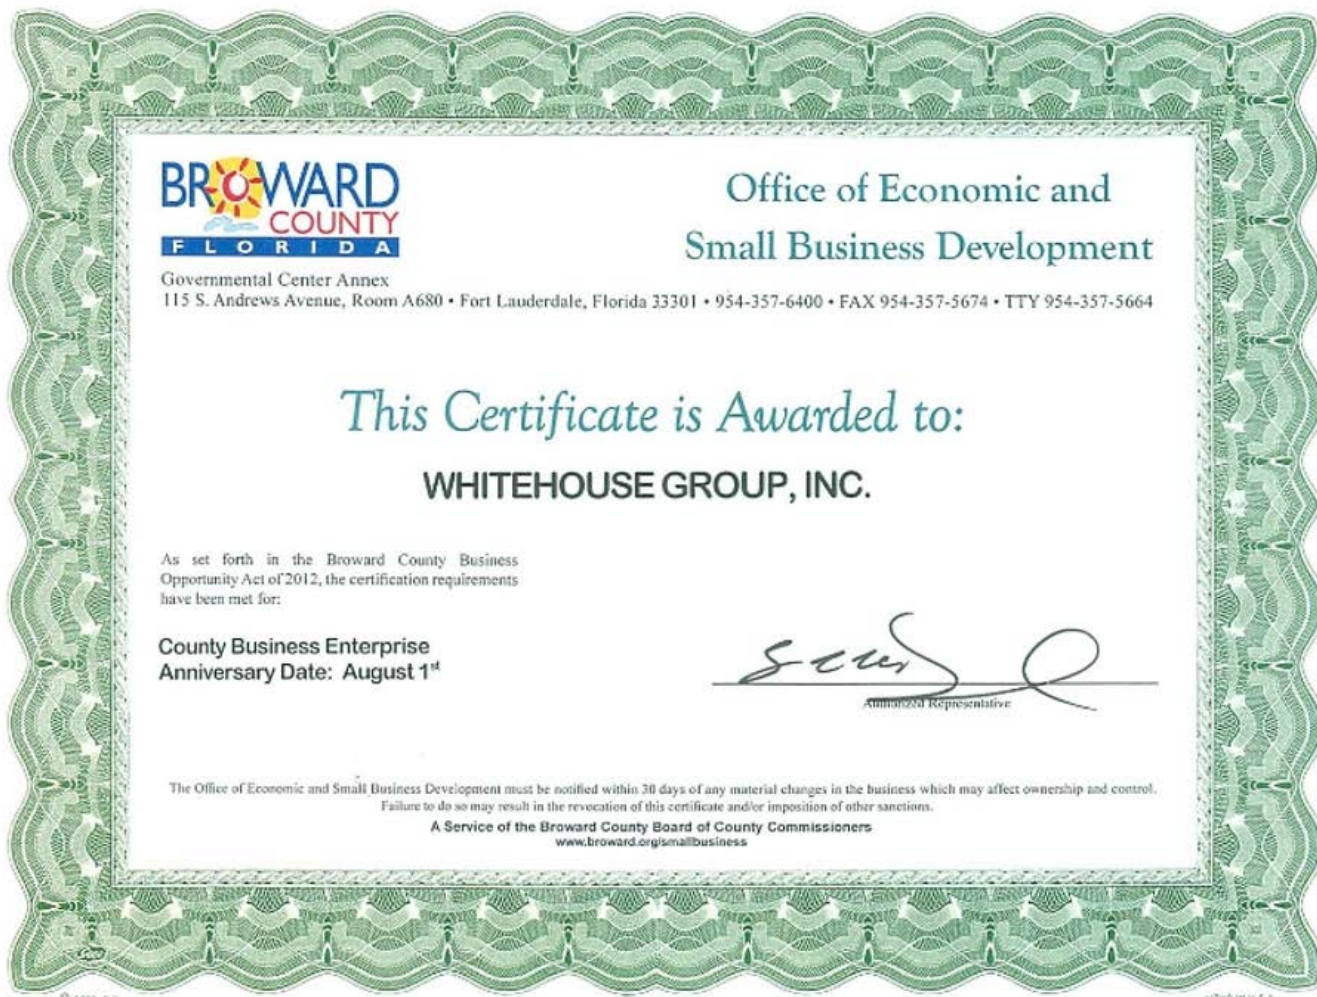 BROWARD
COUNTY
FLORIDA
Office of Economic and
Small Business Development
Governmental Center Annex
115 S. Andrews Avenue, Room A680 • Fort Lauderdale, Florida 33301 • 954-357-6400 • FAX 954-357-5674 • TTY 954-357-5664
This Certificate is Awarded to:
WHITEHOUSE GROUP, INC.
As set forth in the Broward County Business
Opportunity Act of 2012, the certification requirements
have been met for:
County Business Enterprise
Anniversary Date: August 1st
Authorized Representative
The Office of Economic and Small Business Development must be notified within 30 days of any material changes in the business which may affect ownership and control.
Failure to do so may result in the revocation of this certificate and/or imposition of other sanctions.
A Service of the Broward County Board of County Commissioners
www.broward.org/smallbusiness